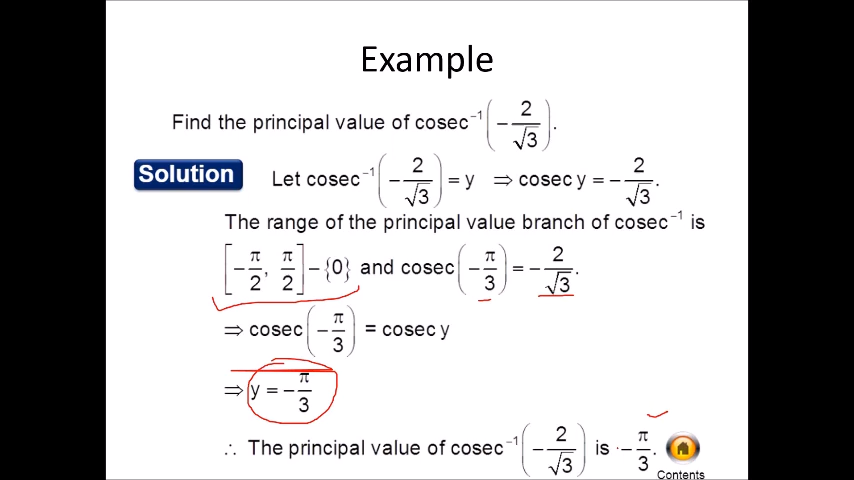 Example
Find the principal value of cosec⁻¹(−2/√3).
Solution
Let cosec⁻¹(−2/√3) = y ⇒ cosec y = −2/√3.
The range of the principal value branch of cosec⁻¹ is
[−π/2, π/2] − {0} and cosec(−π/3) = −2/√3.
⇒ cosec(−π/3) = cosec y
⇒ y = −π/3
∴ The principal value of cosec⁻¹(−2/√3) is −π/3.
Contents